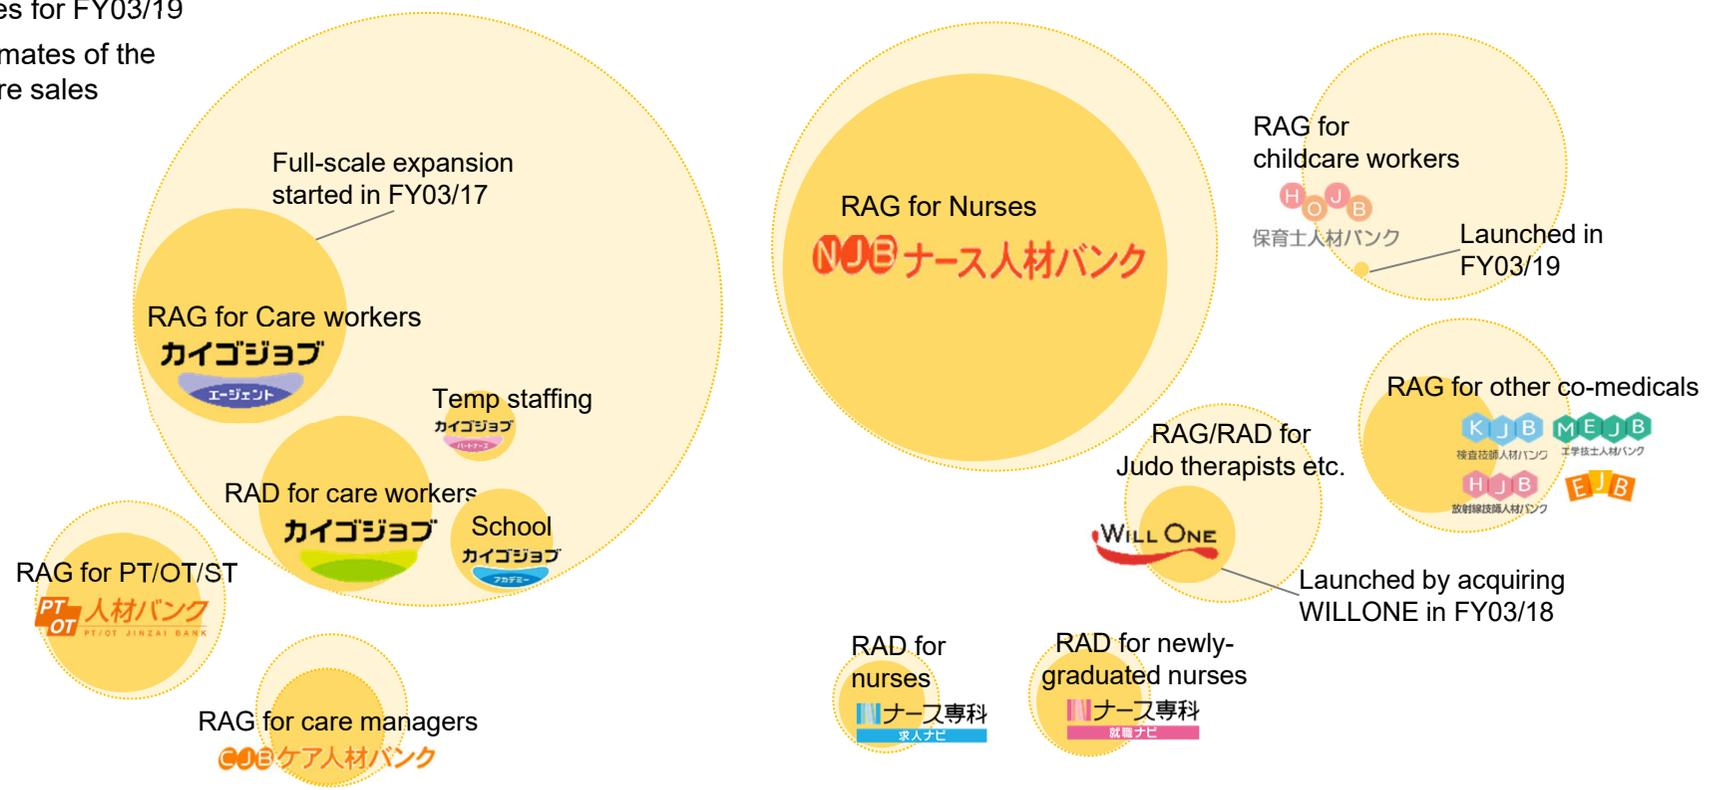 es for FY03/19
mates of the
re sales
Full-scale expansion
started in FY03/17
RAG for Care workers
カイゴジョブ
エージェント
Temp staffing
カイゴジョブ
パートナーズ
RAD for care workers
カイゴジョブ
School
カイゴジョブ
アカデミー
RAG for PT/OT/ST
PT
OT
人材バンク
PT/OT JINZAI BANK
RAG for care managers
CJB ケア人材バンク
RAG for Nurses
NJB ナース人材バンク
RAG for
childcare workers
HOJB
保育士人材バンク
Launched in
FY03/19
RAG for other co-medicals
KJB
検査技師人材バンク
MEJB
工学技士人材バンク
HJB
放射線技師人材バンク
EJB
RAG/RAD for
Judo therapists etc.
WILL ONE
Launched by acquiring
WILLONE in FY03/18
RAD for
nurses
ナース専科
求人ナビ
RAD for newly-
graduated nurses
ナース専科
就職ナビ